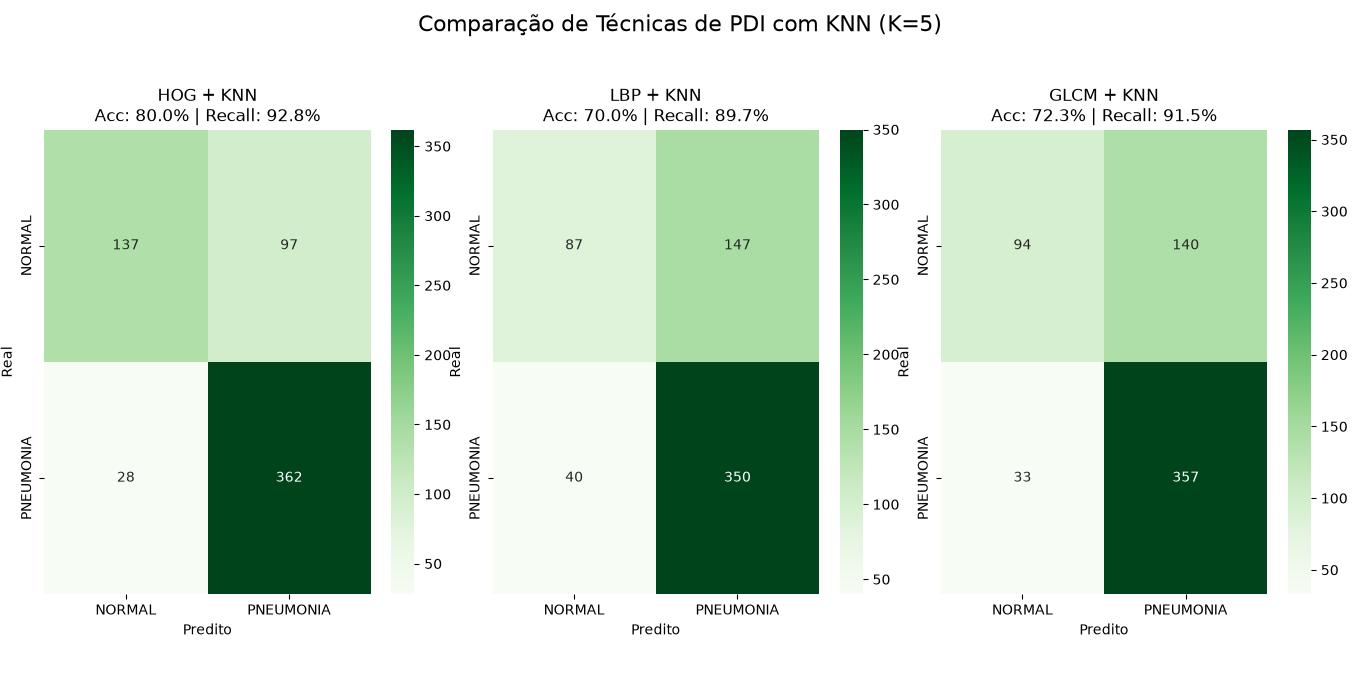 Comparação de Técnicas de PDI com KNN (K=5)
HOG + KNN
Acc: 80.0% | Recall: 92.8%
NORMAL
PNEUMONIA
Real
137
97
28
362
NORMAL
PNEUMONIA
Predito
350
300
250
200
150
100
50
LBP + KNN
Acc: 70.0% | Recall: 89.7%
NORMAL
PNEUMONIA
Real
87
147
40
350
NORMAL
PNEUMONIA
Predito
350
300
250
200
150
100
50
GLCM + KNN
Acc: 72.3% | Recall: 91.5%
NORMAL
PNEUMONIA
Real
94
140
33
357
NORMAL
PNEUMONIA
Predito
350
300
250
200
150
100
50